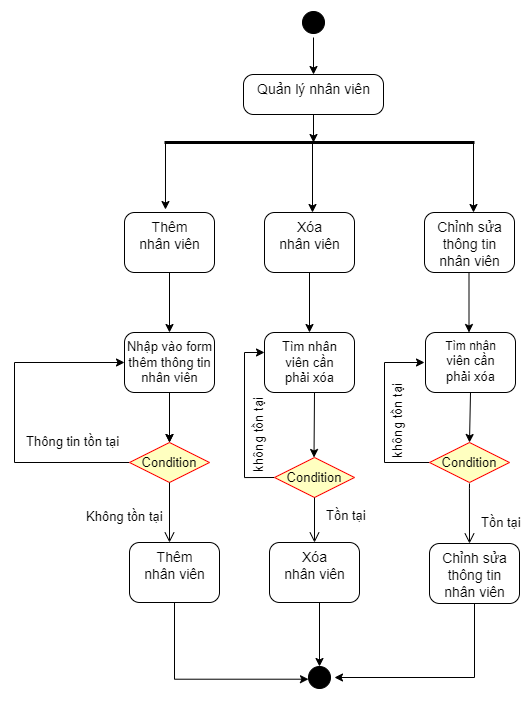 Quản lý nhân viên
Thêm
nhân viên
Xóa
nhân viên
Chỉnh sửa
thông tin
nhân viên
Nhập vào form
thêm thông tin
nhân viên
Tìm nhân
viên cần
phải xóa
Tìm nhân
viên cần
phải xóa
Thông tin tồn tại
không tồn tại
không tồn tại
Condition
Condition
Condition
Không tồn tại
Tồn tại
Tồn tại
Thêm
nhân viên
Xóa
nhân viên
Chỉnh sửa
thông tin
nhân viên